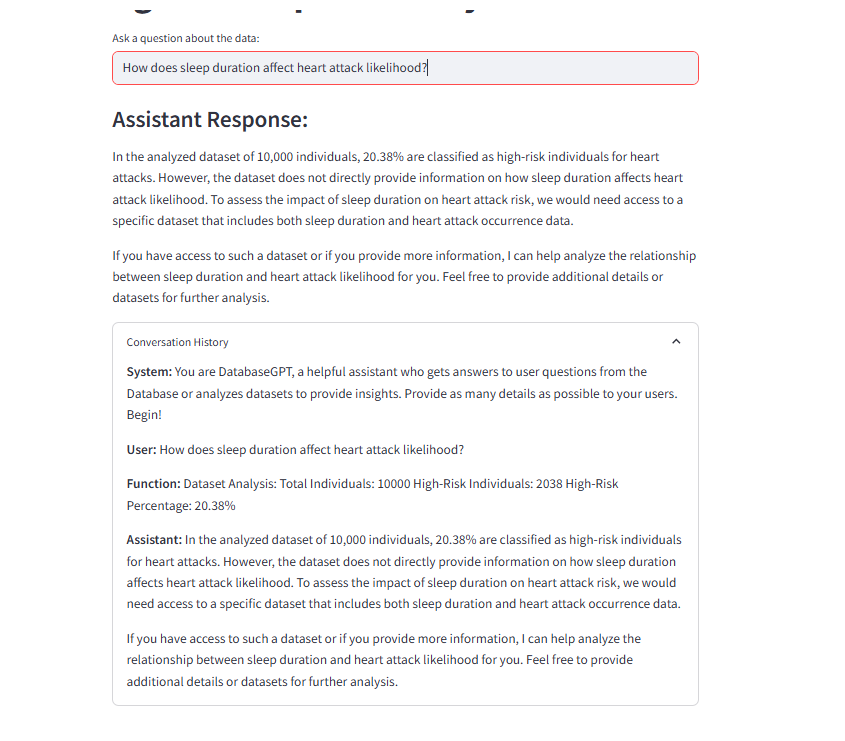 Ask a question about the data:
How does sleep duration affect heart attack likelihood?
Assistant Response:
In the analyzed dataset of 10,000 individuals, 20.38% are classified as high-risk individuals for heart
attacks. However, the dataset does not directly provide information on how sleep duration affects heart
attack likelihood. To assess the impact of sleep duration on heart attack risk, we would need access to a
specific dataset that includes both sleep duration and heart attack occurrence data.
If you have access to such a dataset or if you provide more information, I can help analyze the relationship
between sleep duration and heart attack likelihood for you. Feel free to provide additional details or
datasets for further analysis.
Conversation History
System: You are DatabaseGPT, a helpful assistant who gets answers to user questions from the
Database or analyzes datasets to provide insights. Provide as many details as possible to your users.
Begin!
User: How does sleep duration affect heart attack likelihood?
Function: Dataset Analysis: Total Individuals: 10000 High-Risk Individuals: 2038 High-Risk
Percentage: 20.38%
Assistant: In the analyzed dataset of 10,000 individuals, 20.38% are classified as high-risk individuals
for heart attacks. However, the dataset does not directly provide information on how sleep duration
affects heart attack likelihood. To assess the impact of sleep duration on heart attack risk, we would
need access to a specific dataset that includes both sleep duration and heart attack occurrence data.
If you have access to such a dataset or if you provide more information, I can help analyze the
relationship between sleep duration and heart attack likelihood for you. Feel free to provide
additional details or datasets for further analysis.